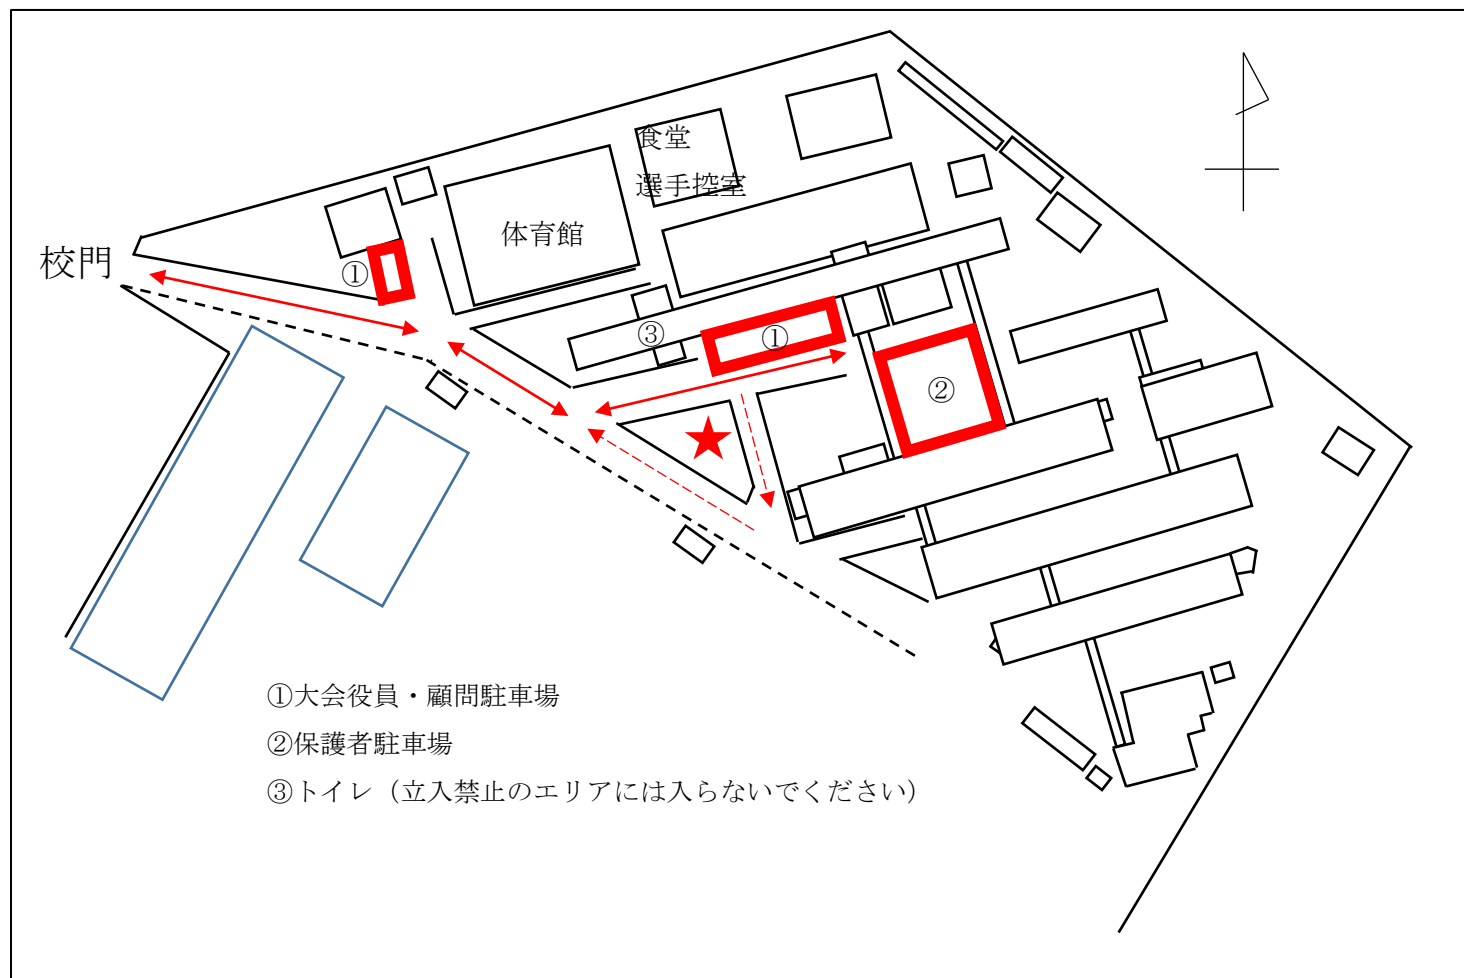 食堂
選手控室
体育館
校門
①
③
①
②
①大会役員・顧問駐車場
②保護者駐車場
③トイレ（立入禁止のエリアには入らないでください）